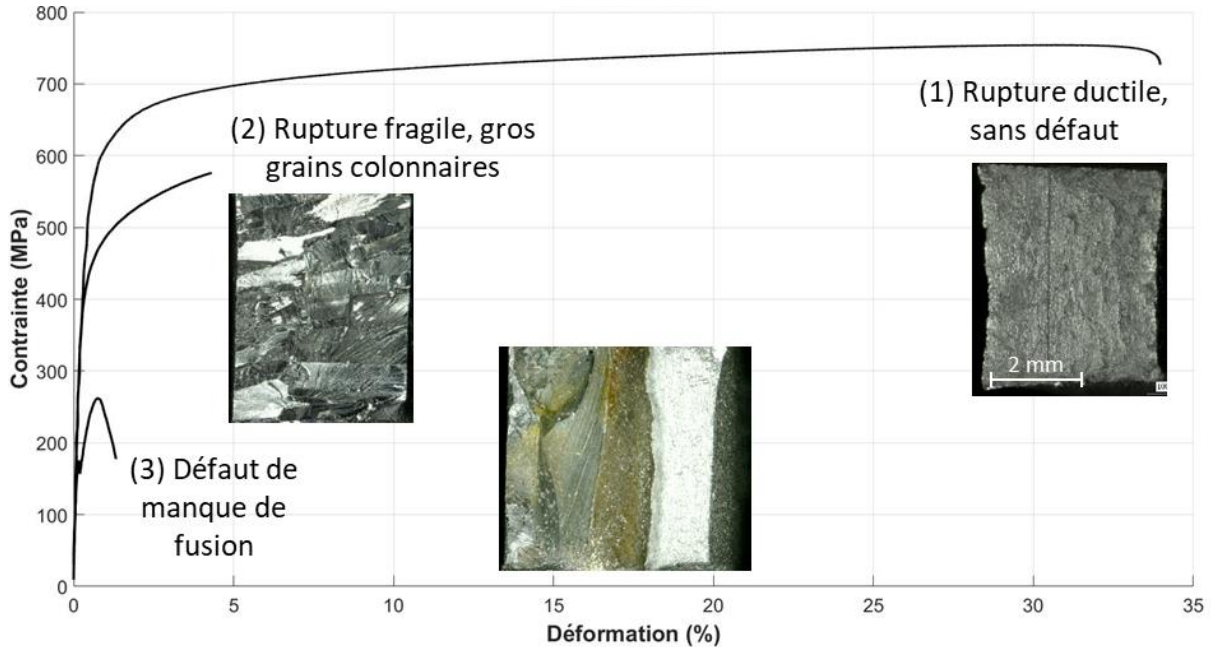 800
700
600
500
400
300
200
100
0
Contrainte (MPa)
(1) Rupture ductile,
sans défaut
(2) Rupture fragile, gros
grains colonnaires
2 mm
(3) Défaut de
manque de
fusion
0 5 10 15 20 25 30 35
Déformation (%)